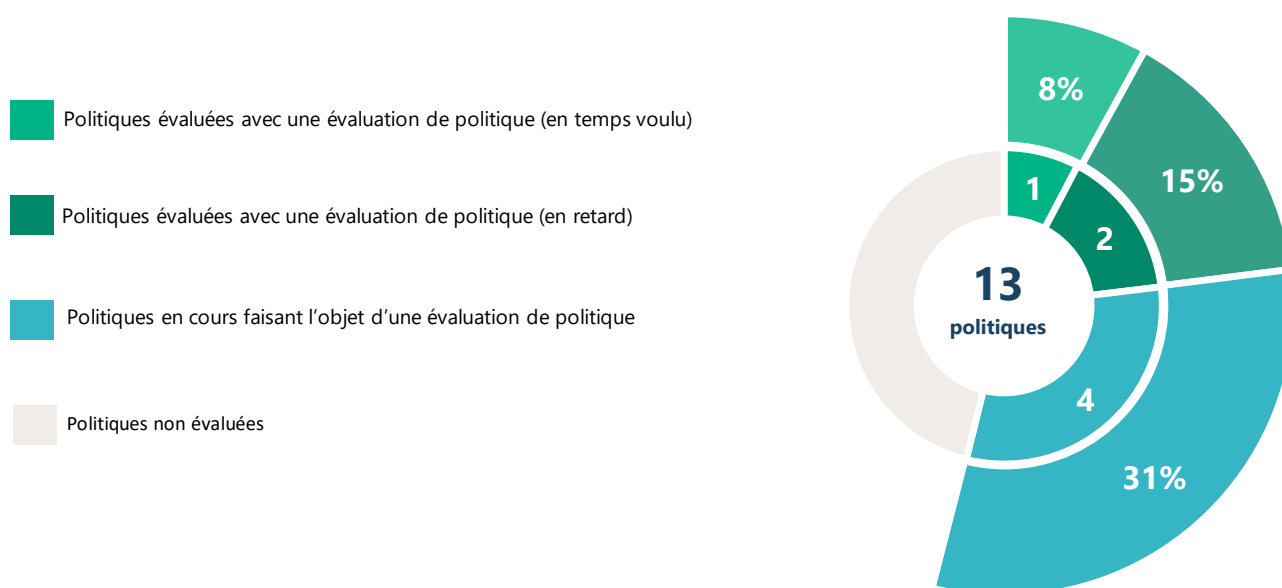 Politiques évaluées avec une évaluation de politique (en temps voulu)
Politiques évaluées avec une évaluation de politique (en retard)
Politiques en cours faisant l’objet d’une évaluation de politique
Politiques non évaluées
8%
15%
31%
1
2
4
13
politiques